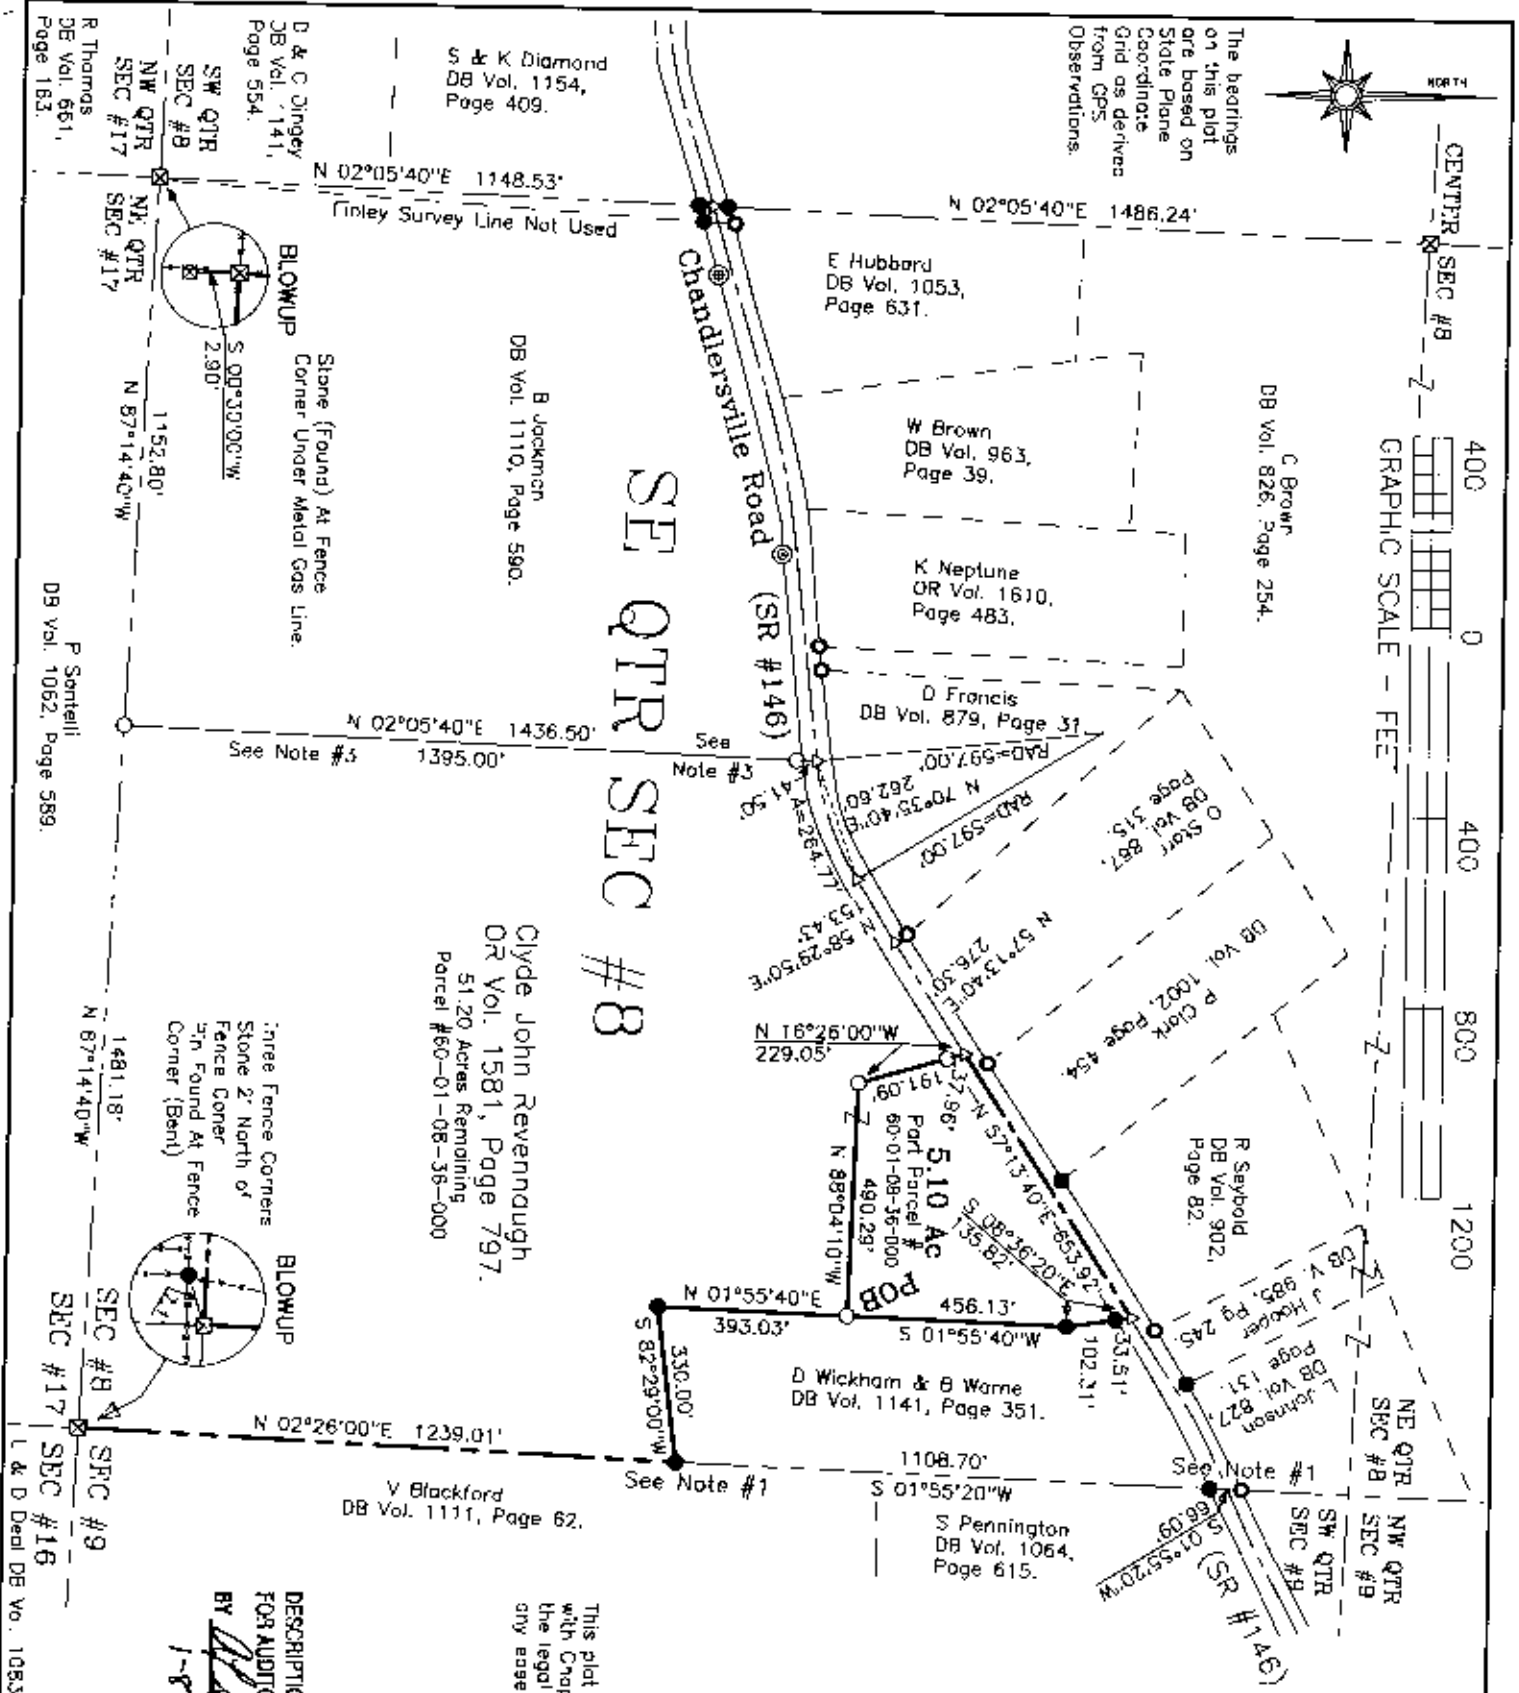 The bearings
on this plat
are based on
State Plane
Coordinate
Grid as derived
from GPS
Observations.
NORTH
CENTER SEC #8
400 0 400 800 1200
GRAPHIC SCALE - FEET
S & K Diamond
DB Vol. 1154,
Page 409.
D & C Dingey
DB Vol. 1141,
Page 554.
SW QTR
SEC #8
NW QTR
SEC #17
R Thomas
DB Vol. 661,
Page 163.
NE QTR
SEC #17
N 02°05'40"E 1148.53'
Finley Survey Line Not Used
N 02°05'40"E 1486.24'
BLOWUP
S 00°30'00"W
2.90'
Stone (Found) At Fence
Corner Under Metal Gas Line.
1152.80'
N 87°14'40"W
E Hubbard
DB Vol. 1053,
Page 631.
W Brown
DB Vol. 963,
Page 39.
K Neptune
OR Vol. 1610,
Page 483.
C Brown
DB Vol. 826, Page 254.
B Jackman
DB Vol. 1110, Page 590.
Chandlersville Road (SR #146)
SE QTR SEC #8
P Santelli
DB Vol. 1062, Page 589.
N 02°05'40"E 1436.50'
See Note #3 1395.00'
See
Note #3
41.50'
D Francis
DB Vol. 879, Page 31
RAD=597.00'
N 70°35'40"E
262.60'
RAD=597.00'
A=264.77'
O Starr
DB Vol. 867,
Page 315.
N 58°29'50"E
153.43'
N 57°13'40"E
276.30'
P Clark
DB Vol. 1002, Page 454.
N 16°26'00"W
229.05'
191.09'
37.96'
N 57°13'40"E 653.92'
5.10 Ac
Part Parcel #
60-01-08-36-000
490.29'
N 88°04'10"W
POB
S 08°36'20"E
135.82'
R Seybold
DB Vol. 902,
Page 82.
J Hooper
DB V. 985, Pg 245.
L Johnson
DB Vol. 827,
Page 131.
Clyde John Revennaugh
OR Vol. 1581, Page 797.
51.20 Acres Remaining
Parcel #60-01-08-36-000
N 01°55'40"E
393.03'
456.13'
S 01°55'40"W
102.31'
33.51'
330.00'
S 82°29'00"W
D Wickham & B Warne
DB Vol. 1141, Page 351.
Three Fence Corners
Stone 2' North of
Fence Corner
Pin Found At Fence
Corner (Bent)
BLOWUP
1481.18'
N 87°14'40"W
SEC #8
SEC #17
SEC #9
SEC #16
N 02°26'00"E 1239.01'
See Note #1
1108.70'
S 01°55'20"W
See Note #1
V Blackford
DB Vol. 1111, Page 62.
S Pennington
DB Vol. 1064,
Page 615.
66.09'
S 01°55'20"W
(SR #146)
NE QTR
SEC #8
NW QTR
SEC #9
SW QTR
SEC #9
L & D Deal DB Vo. 1083
This plat
with Chap
the legal
any ease
DESCRIPTIO
FOR AUDITO
BY
1-8